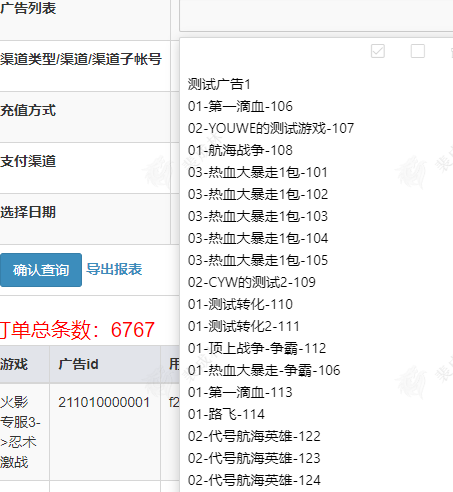 广告列表
渠道类型/渠道/渠道子帐号
充值方式
支付渠道
选择日期
确认查询 导出报表
订单总条数：6767
游戏 广告id
火影
专服3-
>忍术
激战
211010000001 f2
测试广告1
01-第一滴血-106
02-YOUWE的测试游戏-107
01-航海战争-108
03-热血大暴走1包-101
03-热血大暴走1包-102
03-热血大暴走1包-103
03-热血大暴走1包-104
03-热血大暴走1包-105
02-CYW的测试2-109
01-测试转化-110
01-测试转化2-111
01-顶上战争-争霸-112
01-热血大暴走-争霸-106
01-第一滴血-113
01-路飞-114
02-代号航海英雄-122
02-代号航海英雄-123
02-代号航海英雄-124